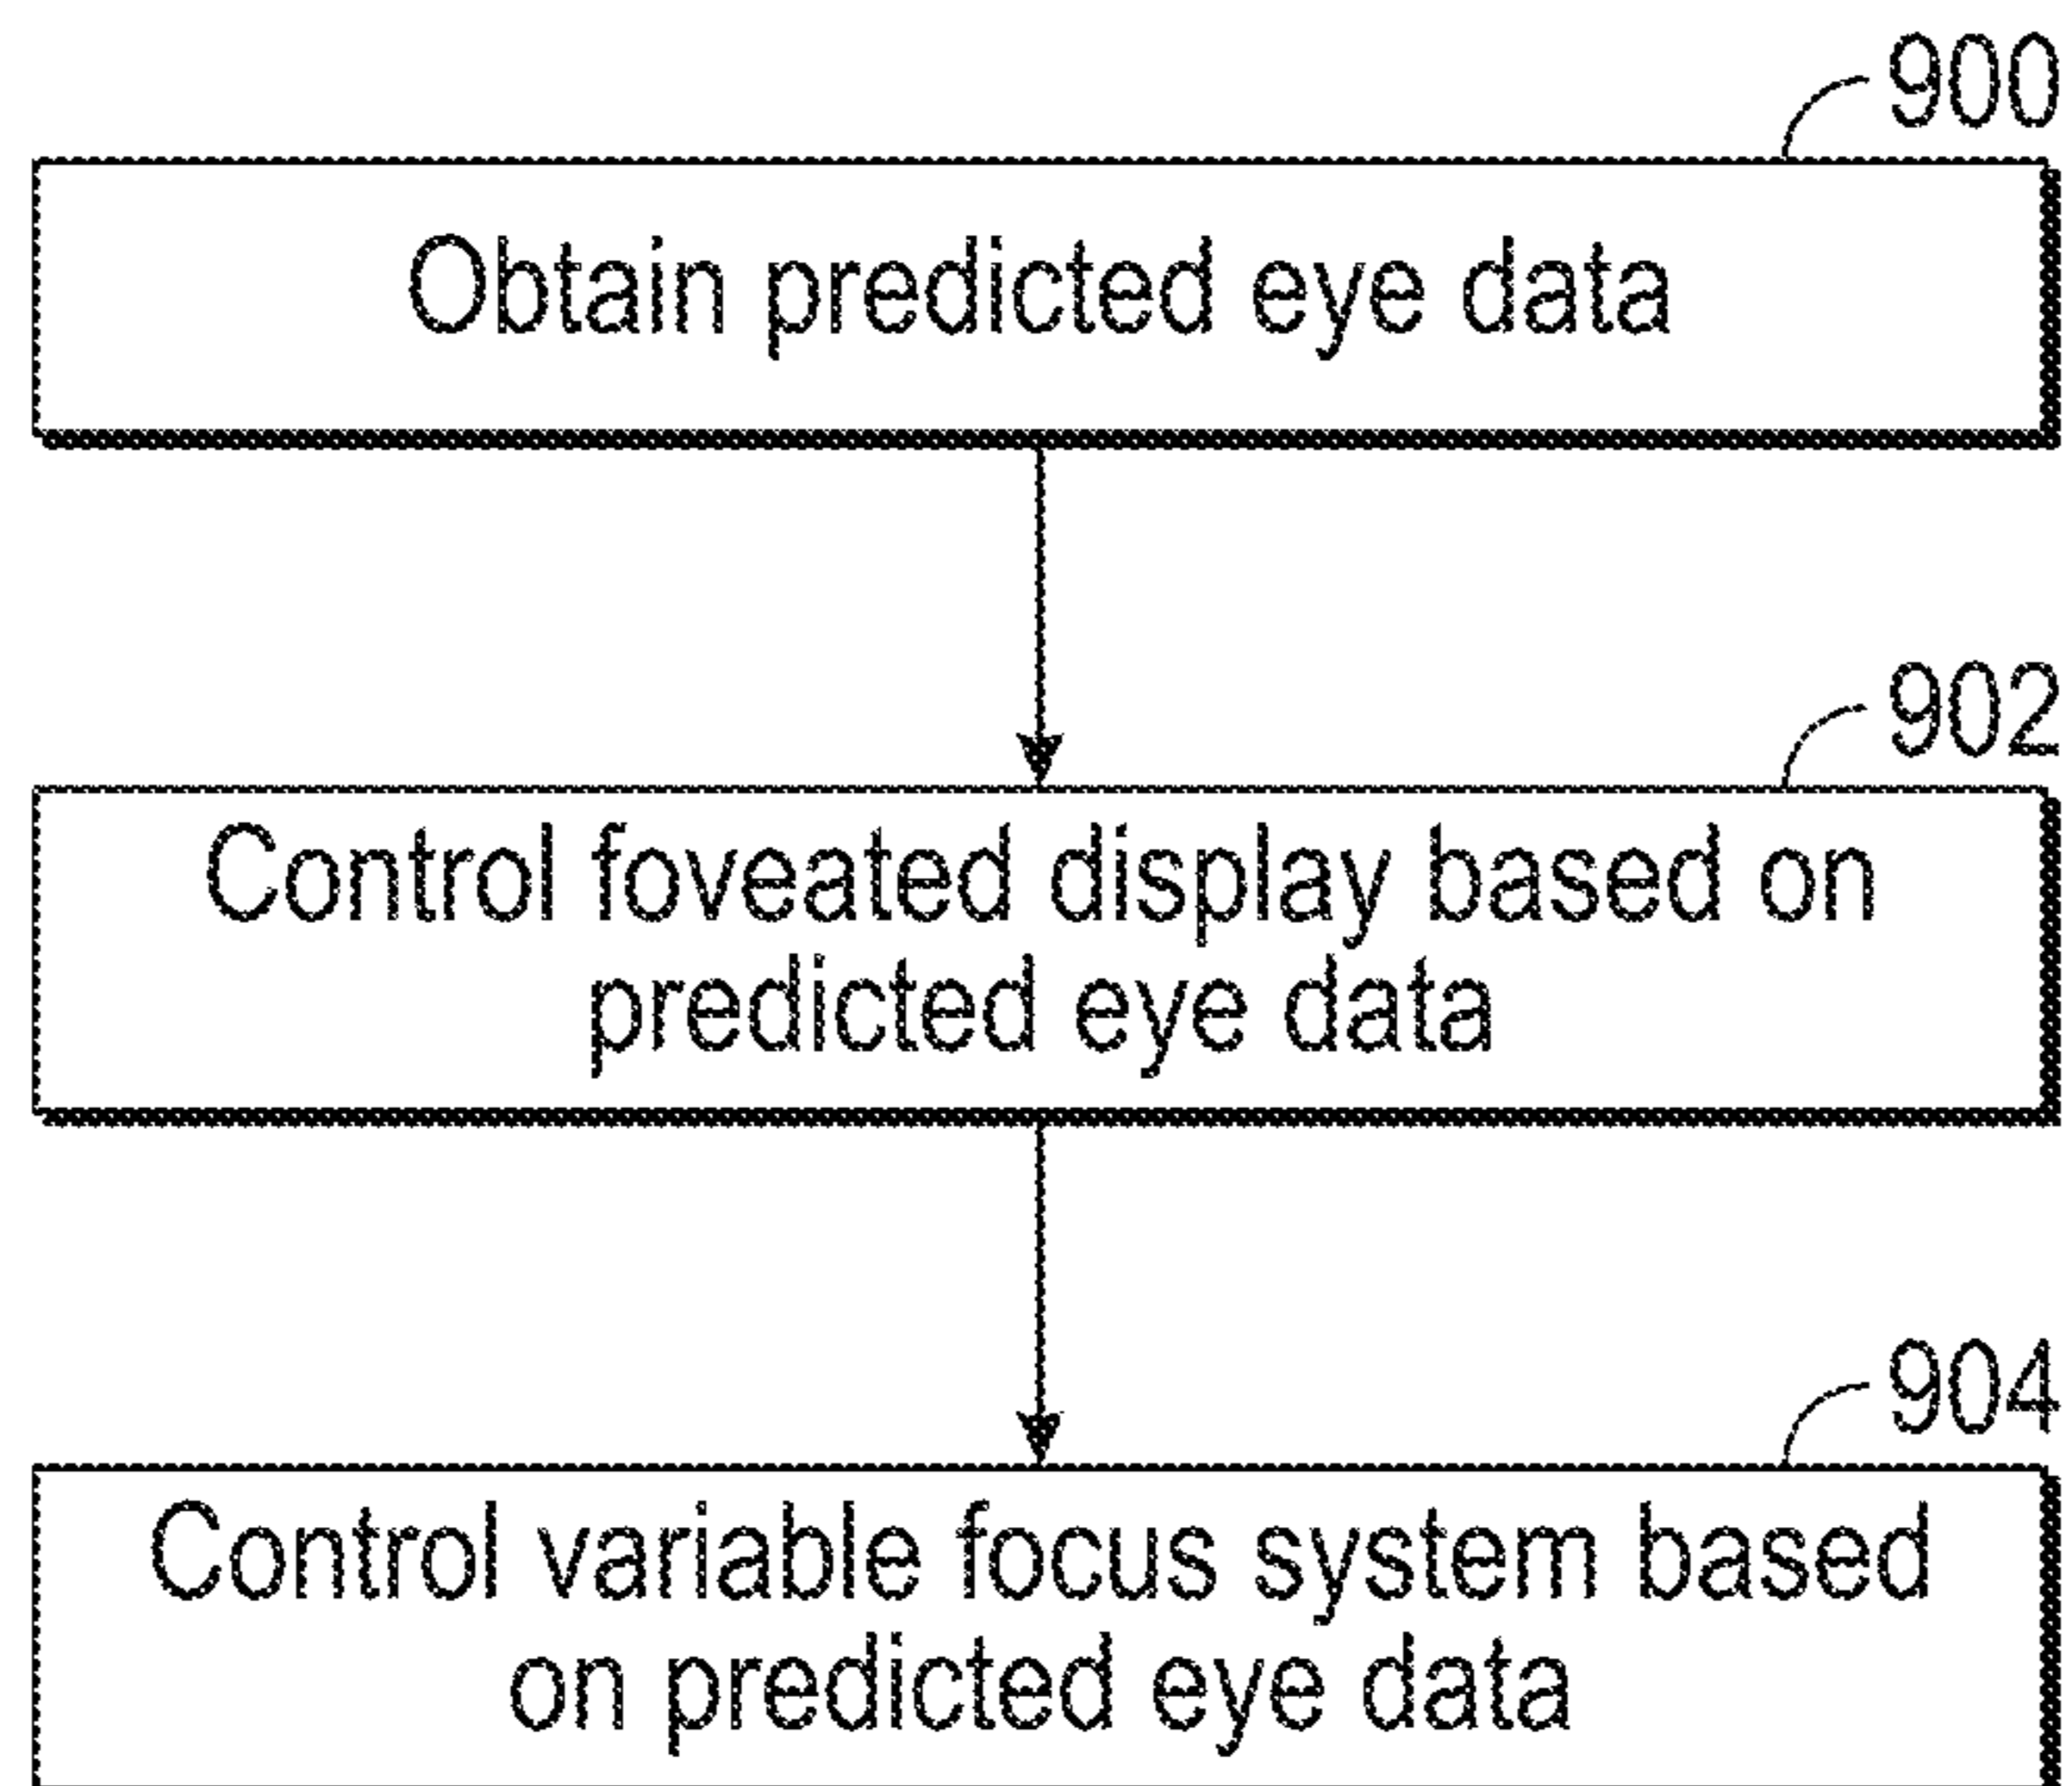 900
Obtain predicted eye data
902
Control foveated display based on
predicted eye data
904
Control variable focus system based
on predicted eye data